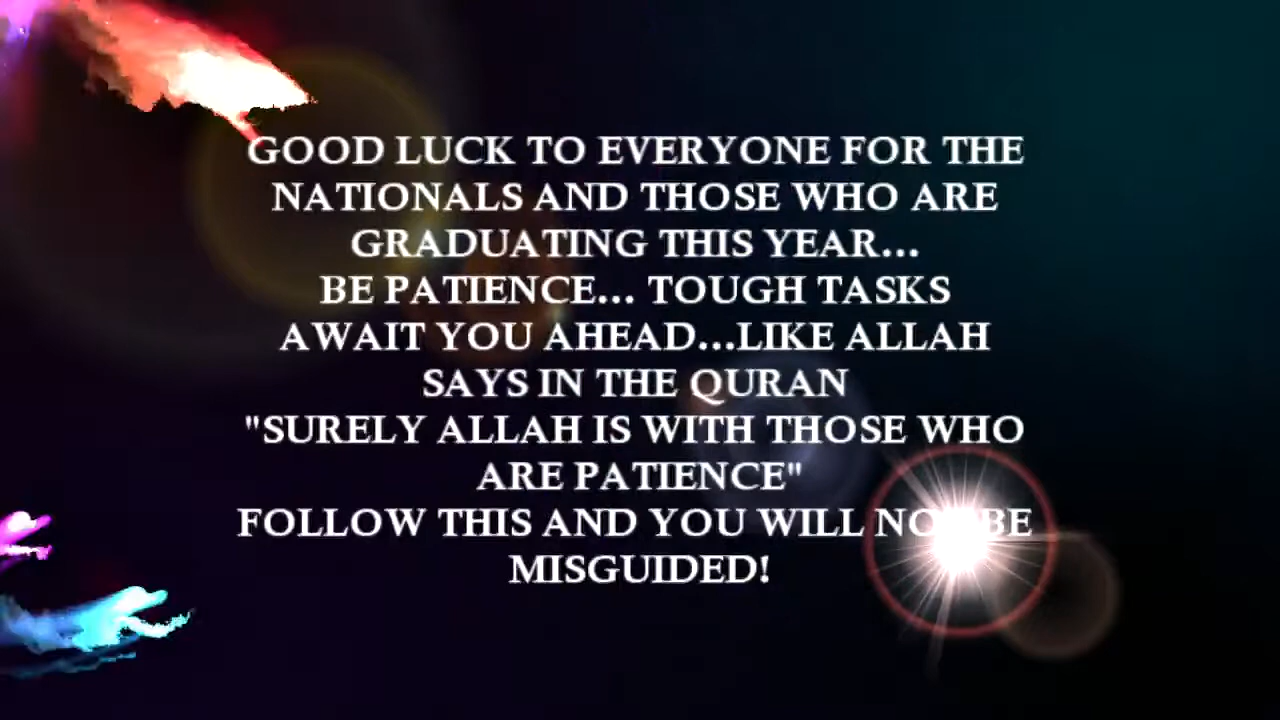 GOOD LUCK TO EVERYONE FOR THE
NATIONALS AND THOSE WHO ARE
GRADUATING THIS YEAR...
BE PATIENCE... TOUGH TASKS
AWAIT YOU AHEAD...LIKE ALLAH
SAYS IN THE QURAN
"SURELY ALLAH IS WITH THOSE WHO
ARE PATIENCE"
FOLLOW THIS AND YOU WILL NOT BE
MISGUIDED!